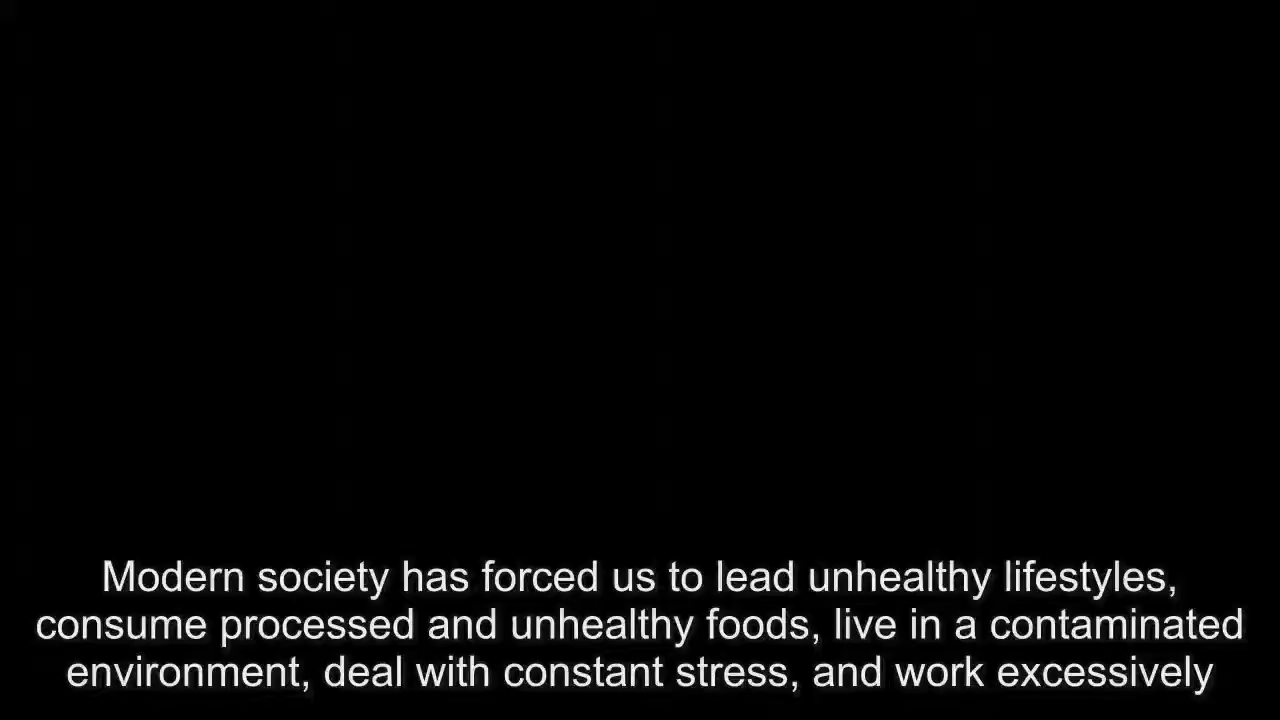 Modern society has forced us to lead unhealthy lifestyles,
consume processed and unhealthy foods, live in a contaminated
environment, deal with constant stress, and work excessively